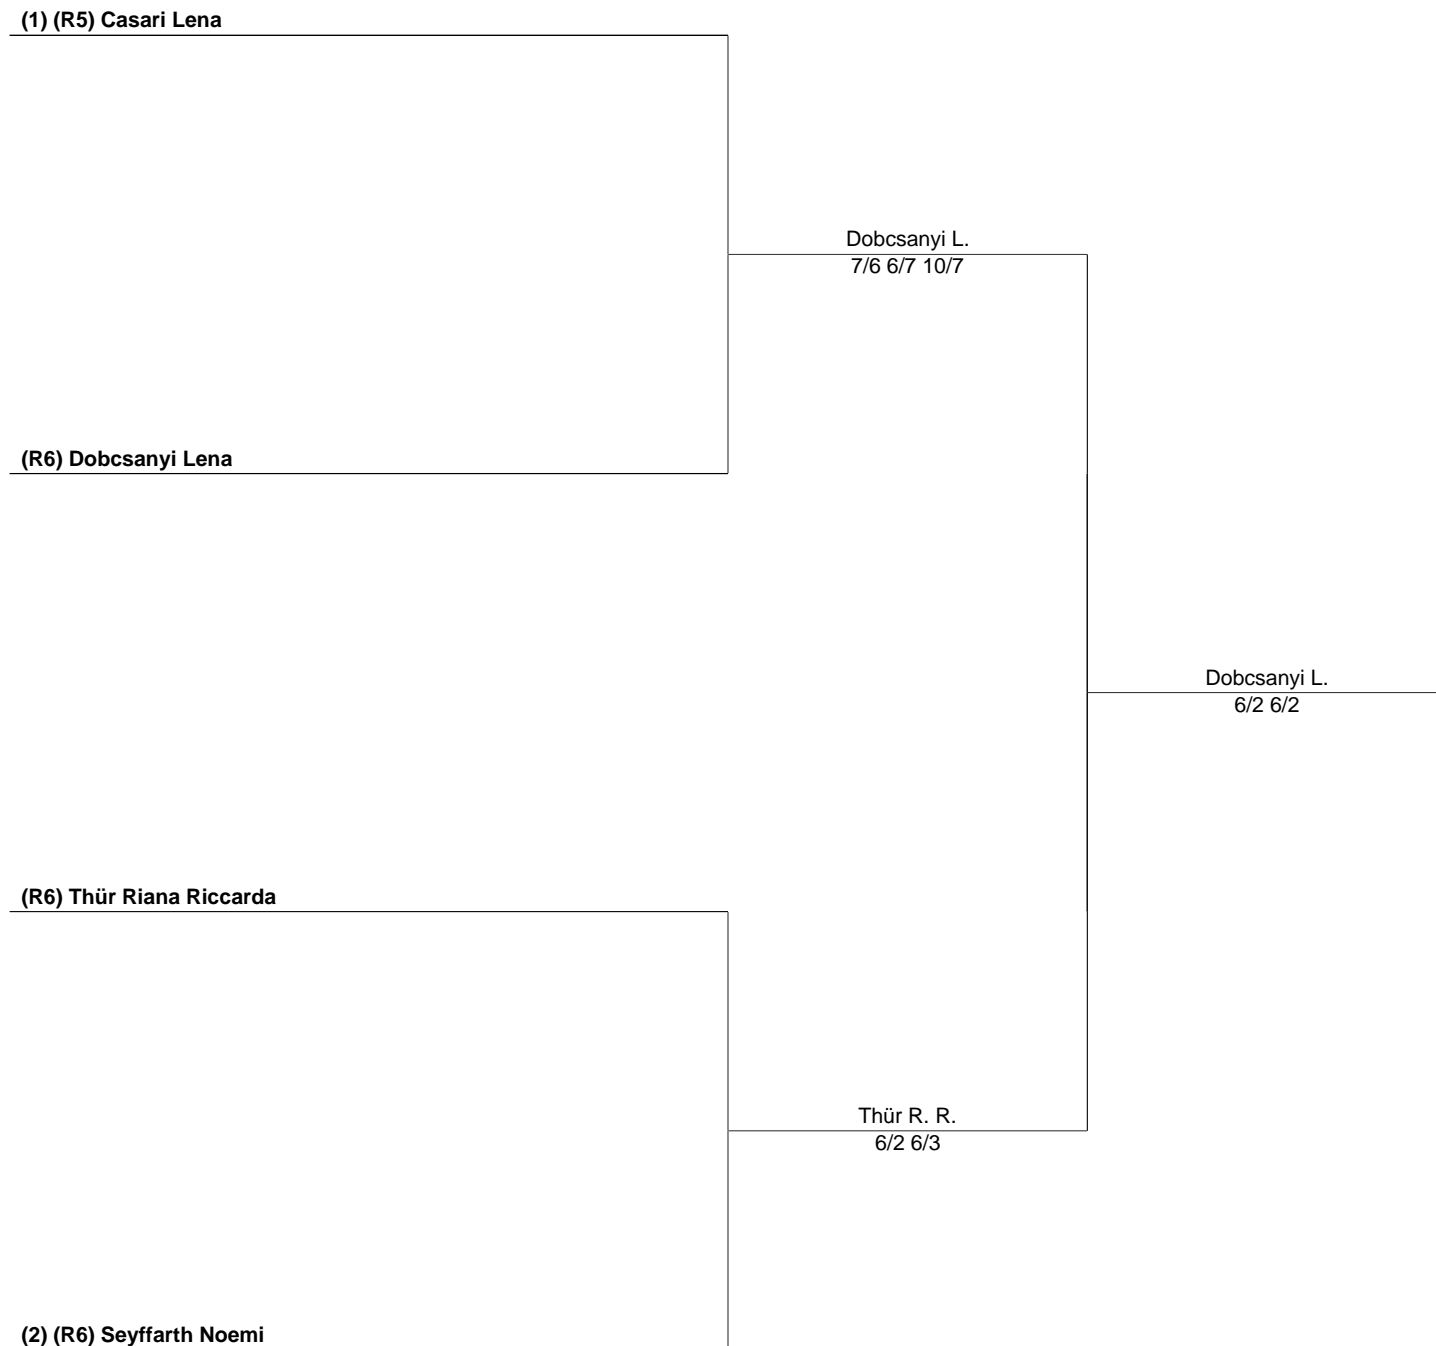 (1) (R5) Casari Lena
Dobcsanyi L.
7/6 6/7 10/7
(R6) Dobcsanyi Lena
Dobcsanyi L.
6/2 6/2
(R6) Thür Riana Riccarda
Thür R. R.
6/2 6/3
(2) (R6) Seyffarth Noemi